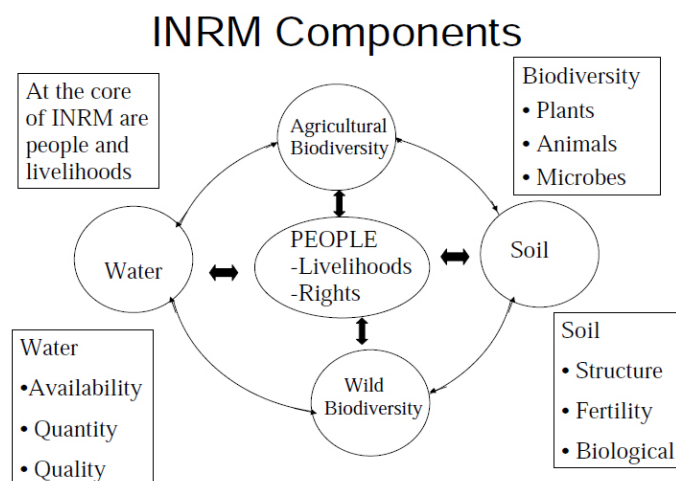 INRM Components
At the core
of INRM are
people and
livelihoods
Agricultural
Biodiversity
Biodiversity
• Plants
• Animals
• Microbes
Water
PEOPLE
-Livelihoods
-Rights
Soil
Wild
Biodiversity
Water
•Availability
• Quantity
• Quality
Soil
• Structure
• Fertility
• Biological